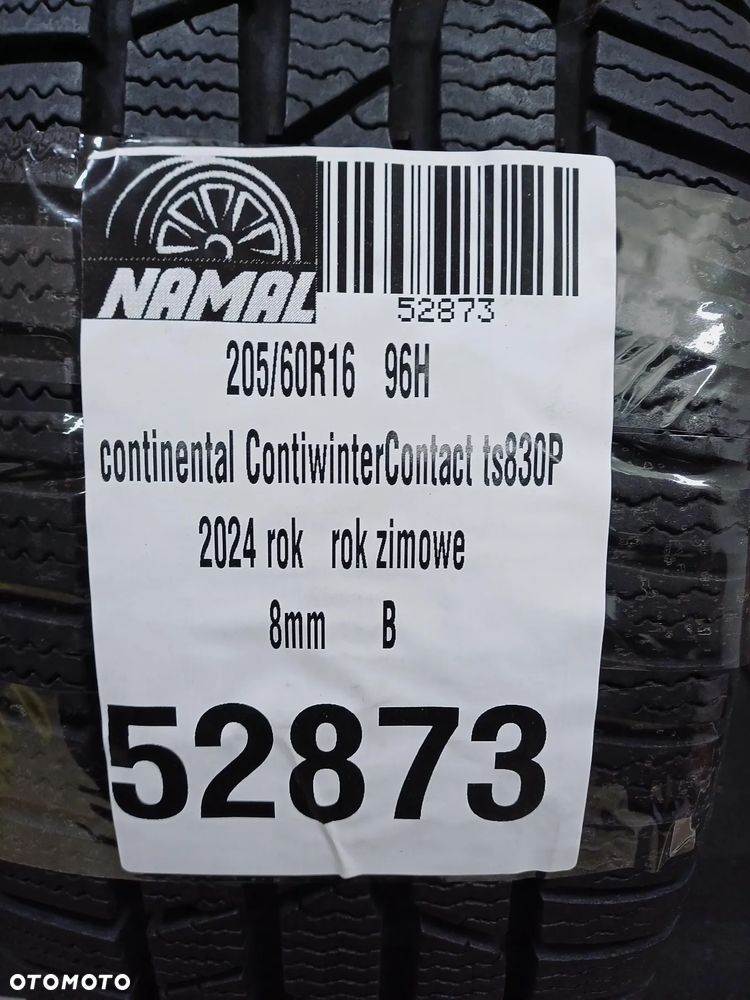 NAMAL
52873
205/60R16 96H
continental ContiwinterContact ts830P
2024 rok rok zimowe
8mm B
52873
OTOMOTO